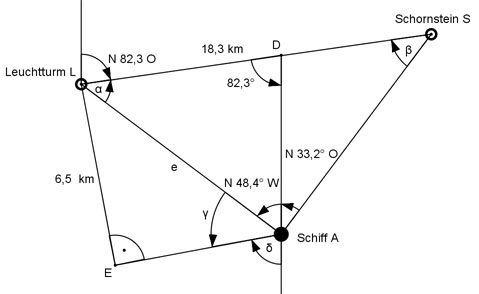 Schornstein S
18,3 km
D
N 82,3 O
β
Leuchtturm L
α
82,3°
N 33,2° O
6,5 km
e
N 48,4° W
γ
Schiff A
δ
E